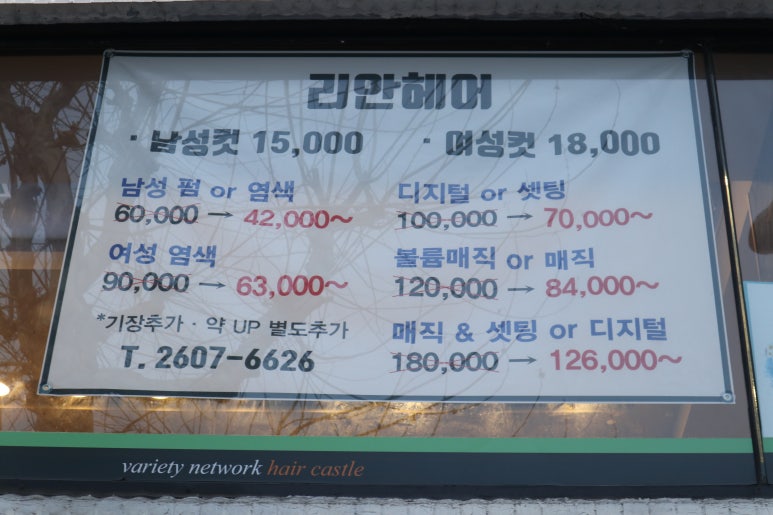 리안헤어
· 남성컷 15,000
· 여성컷 18,000
남성 펌 or 염색
60,000 → 42,000~
여성 염색
90,000 → 63,000~
*기장추가 · 약 UP 별도추가
T. 2607-6626
디지털 or 셋팅
100,000 → 70,000~
볼륨매직 or 매직
120,000 → 84,000~
매직 & 셋팅 or 디지털
180,000 → 126,000~
variety network hair castle